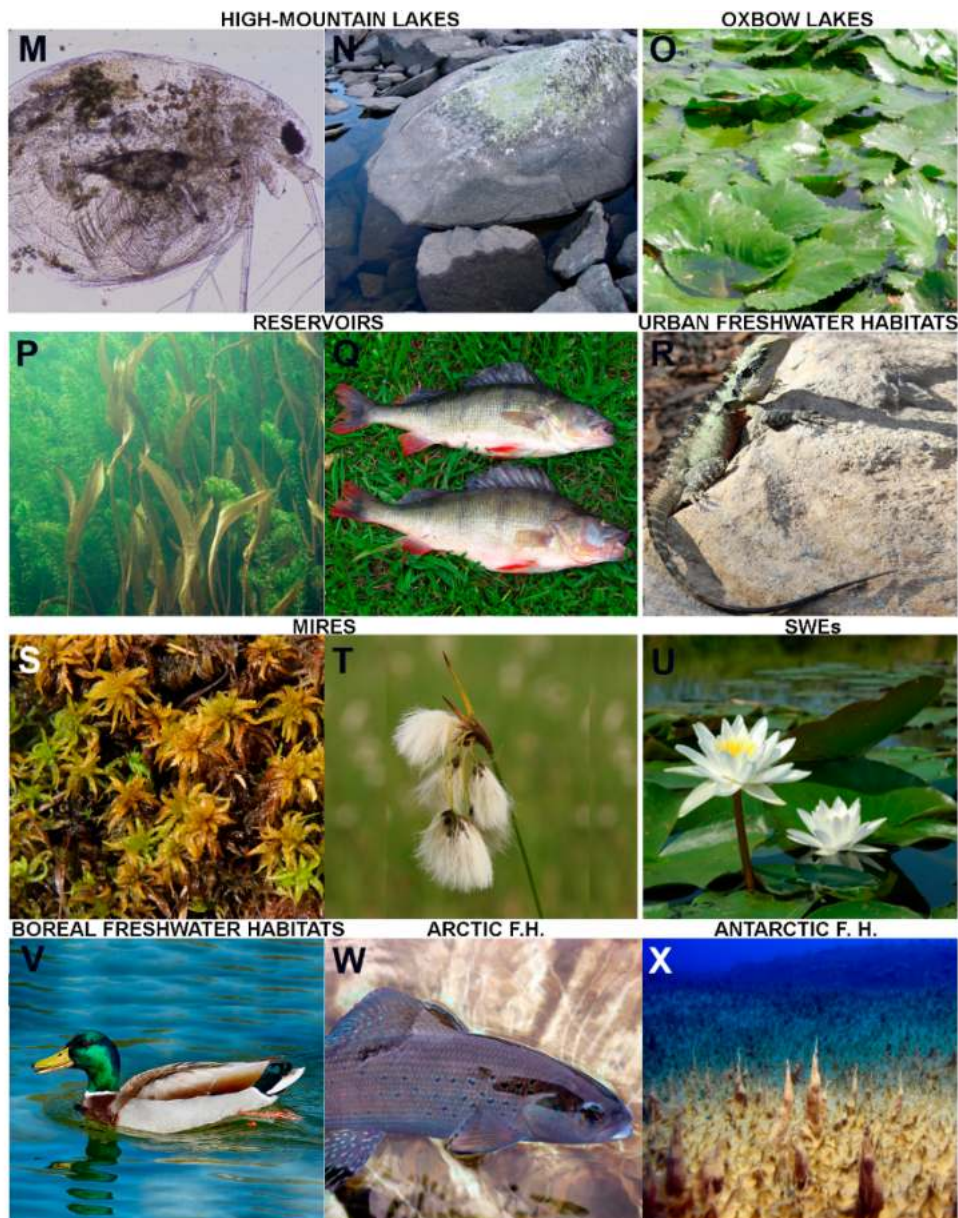 HIGH-MOUNTAIN LAKES
OXBOW LAKES
M
N
O
RESERVOIRS
URBAN FRESHWATER HABITATS
P
Q
R
MIRES
SWEs
S
T
U
BOREAL FRESHWATER HABITATS
ARCTIC F.H.
ANTARCTIC F. H.
V
W
X